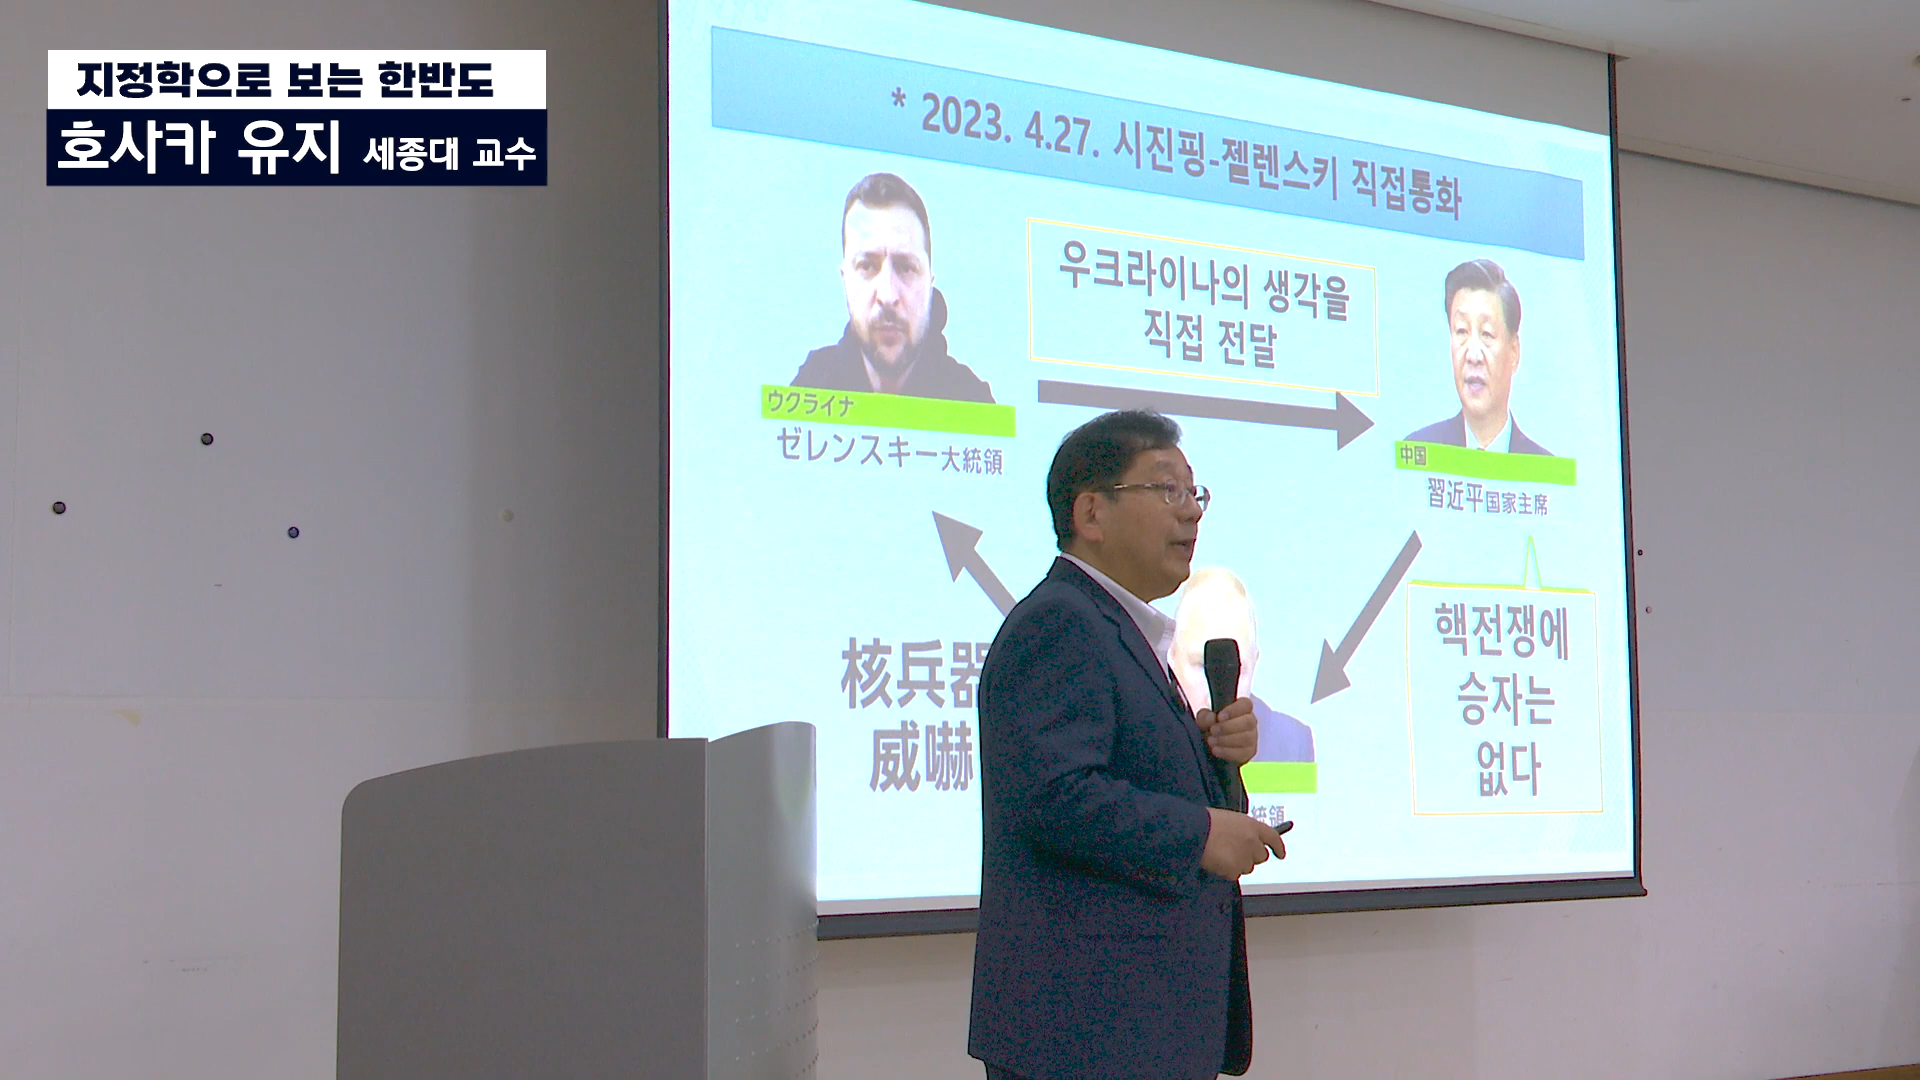 지정학으로 보는 한반도
호사카 유지 세종대 교수
* 2023. 4.27. 시진핑-젤렌스키 직접통화
우크라이나의 생각을
직접 전달
ウクライナ
ゼレンスキー大統領
中国
習近平国家主席
核兵器
威嚇
핵전쟁에
승자는
없다
統領